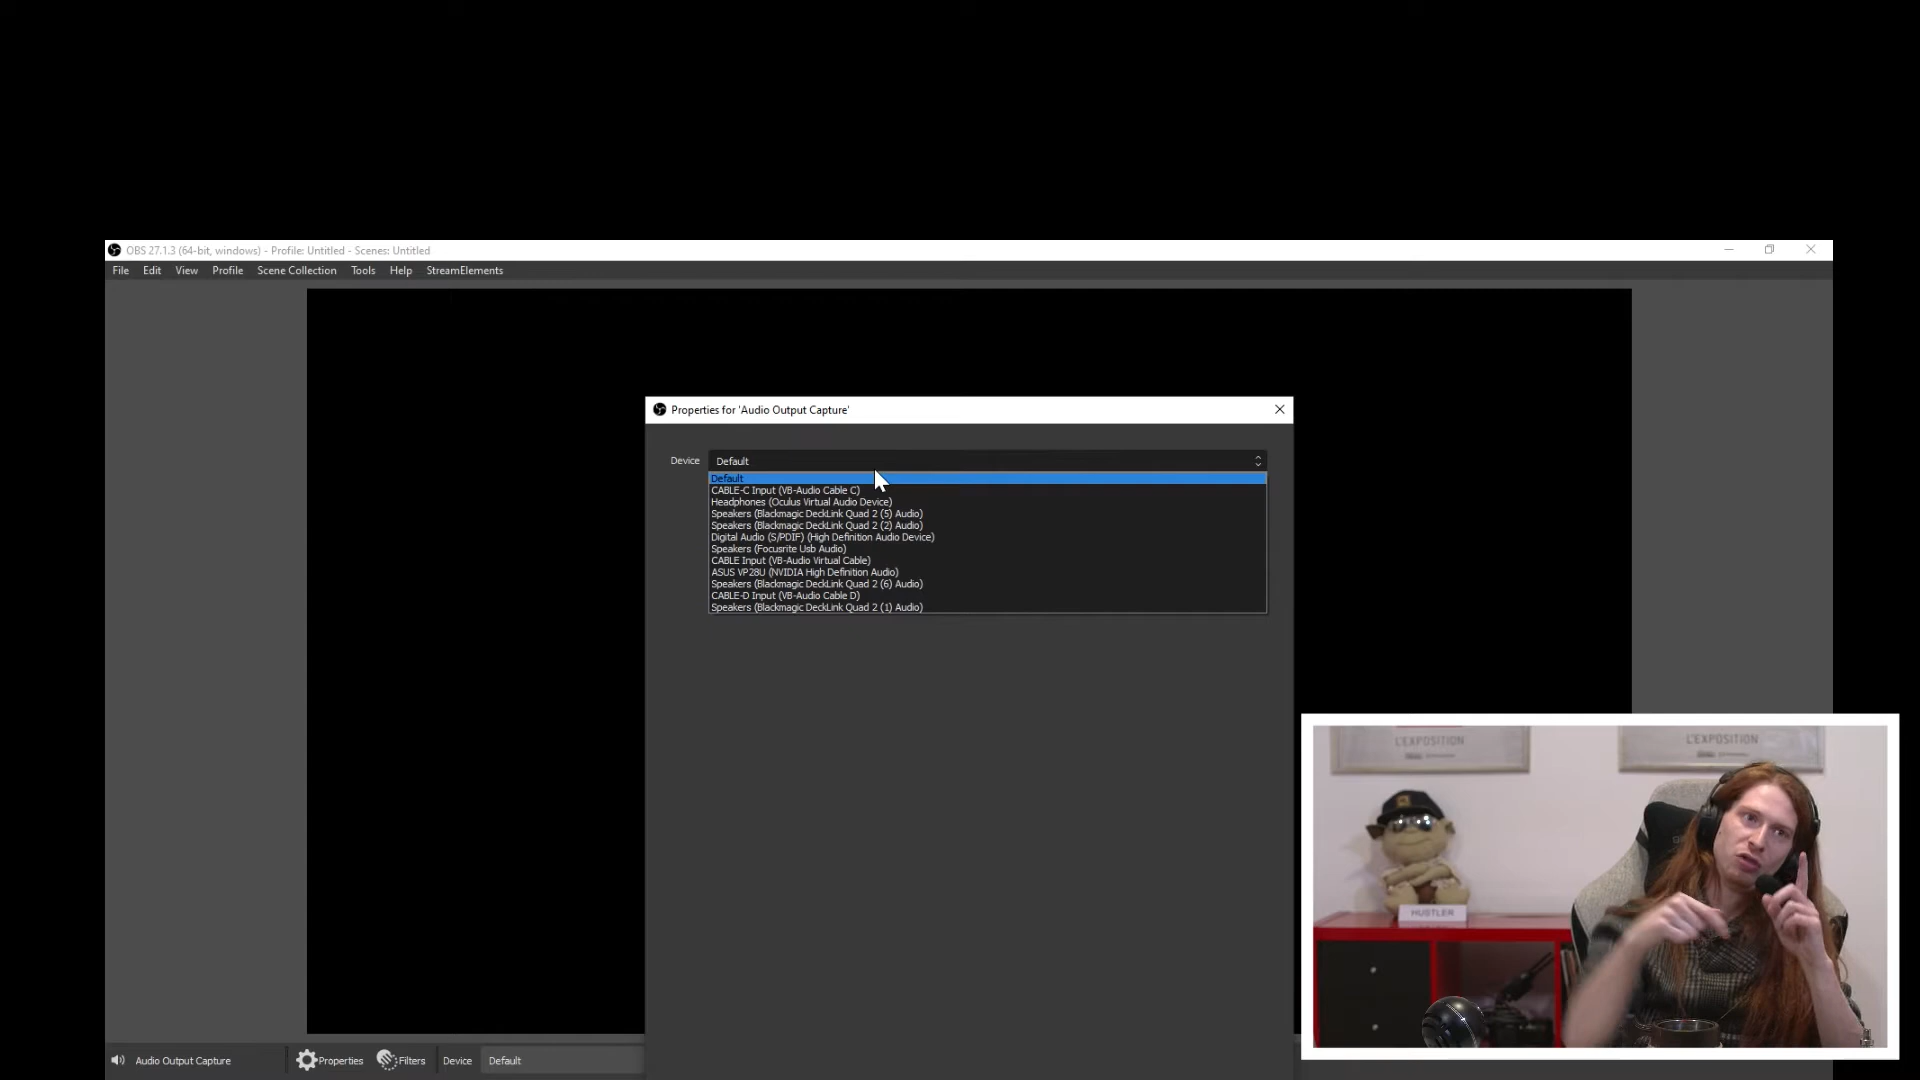 OBS 27.1.3 (64-bit, windows) - Profile: Untitled - Scenes: Untitled
File Edit View Profile Scene Collection Tools Help StreamElements
Properties for 'Audio Output Capture'
Device Default
Default
CABLE-C Input (VB-Audio Cable C)
Headphones (Oculus Virtual Audio Device)
Speakers (Blackmagic DeckLink Quad 2 (5) Audio)
Speakers (Blackmagic DeckLink Quad 2 (2) Audio)
Digital Audio (S/PDIF) (High Definition Audio Device)
Speakers (Focusrite Usb Audio)
CABLE Input (VB-Audio Virtual Cable)
ASUS VP28U (NVIDIA High Definition Audio)
Speakers (Blackmagic DeckLink Quad 2 (6) Audio)
CABLE-D Input (VB-Audio Cable D)
Speakers (Blackmagic DeckLink Quad 2 (1) Audio)
L'EXPOSITION
L'EXPOSITION
HUSTLER
Audio Output Capture Properties Filters Device Default